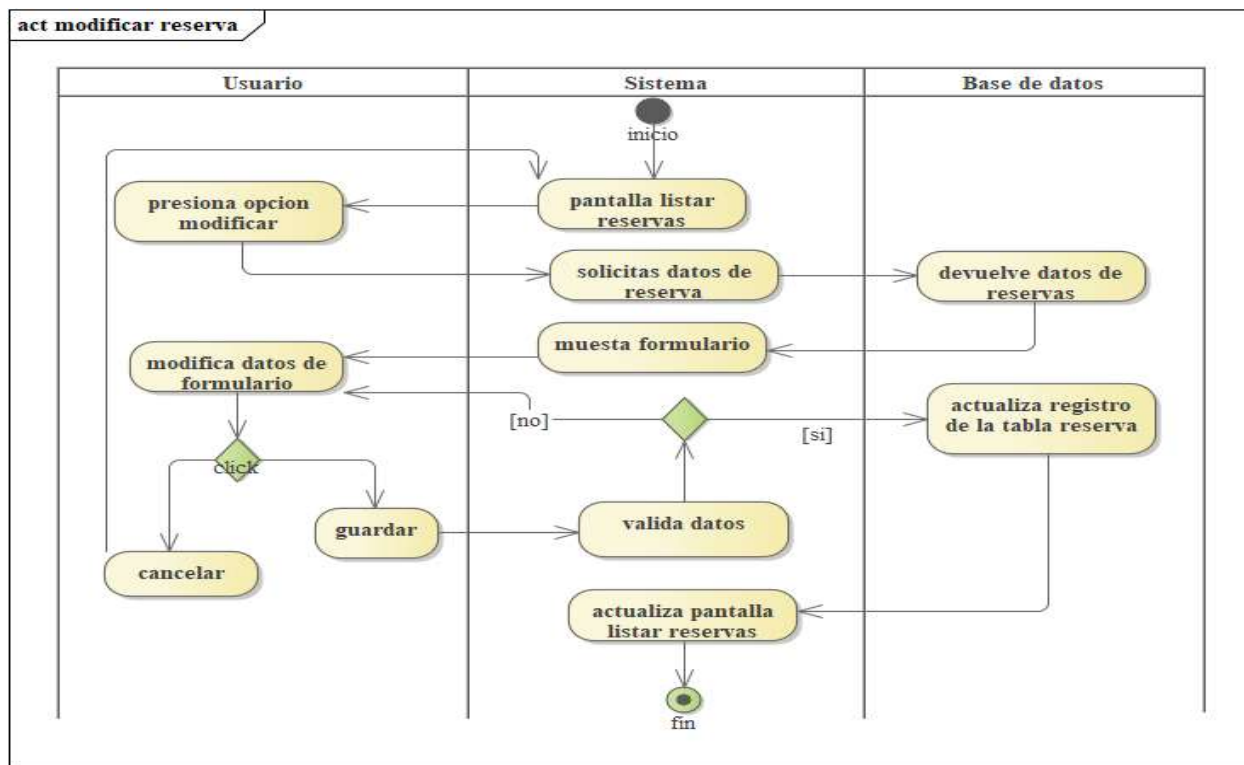 act modificar reserva
Usuario
Sistema
Base de datos
inicio
presiona opcion
modificar
pantalla listar
reservas
solicitas datos de
reserva
devuelve datos de
reservas
muesta formulario
modifica datos de
formulario
[no]
[si]
actualiza registro
de la tabla reserva
click
guardar
valida datos
cancelar
actualiza pantalla
listar reservas
fin